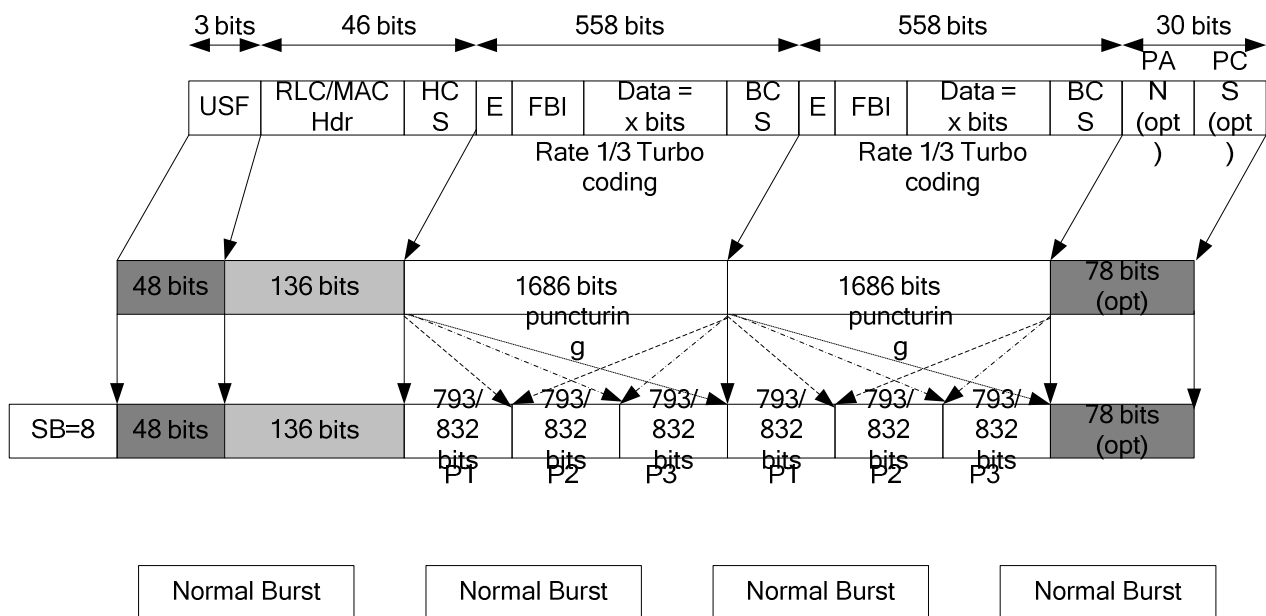 3 bits 46 bits 558 bits 558 bits 30 bits
USF
RLC/MAC
Hdr
HC
S
E
FBI
Data =
x bits
BC
S
E
FBI
Data =
x bits
BC
S
PA
N
(opt
)
PC
S
(opt
)
Rate 1/3 Turbo
coding
Rate 1/3 Turbo
coding
48 bits
136 bits
1686 bits
puncturin
g
1686 bits
puncturin
g
78 bits
(opt)
SB=8
48 bits
136 bits
793/
832
bits
P1
793/
832
bits
P2
793/
832
bits
P3
793/
832
bits
P1
793/
832
bits
P2
793/
832
bits
P3
78 bits
(opt)
Normal Burst Normal Burst Normal Burst Normal Burst